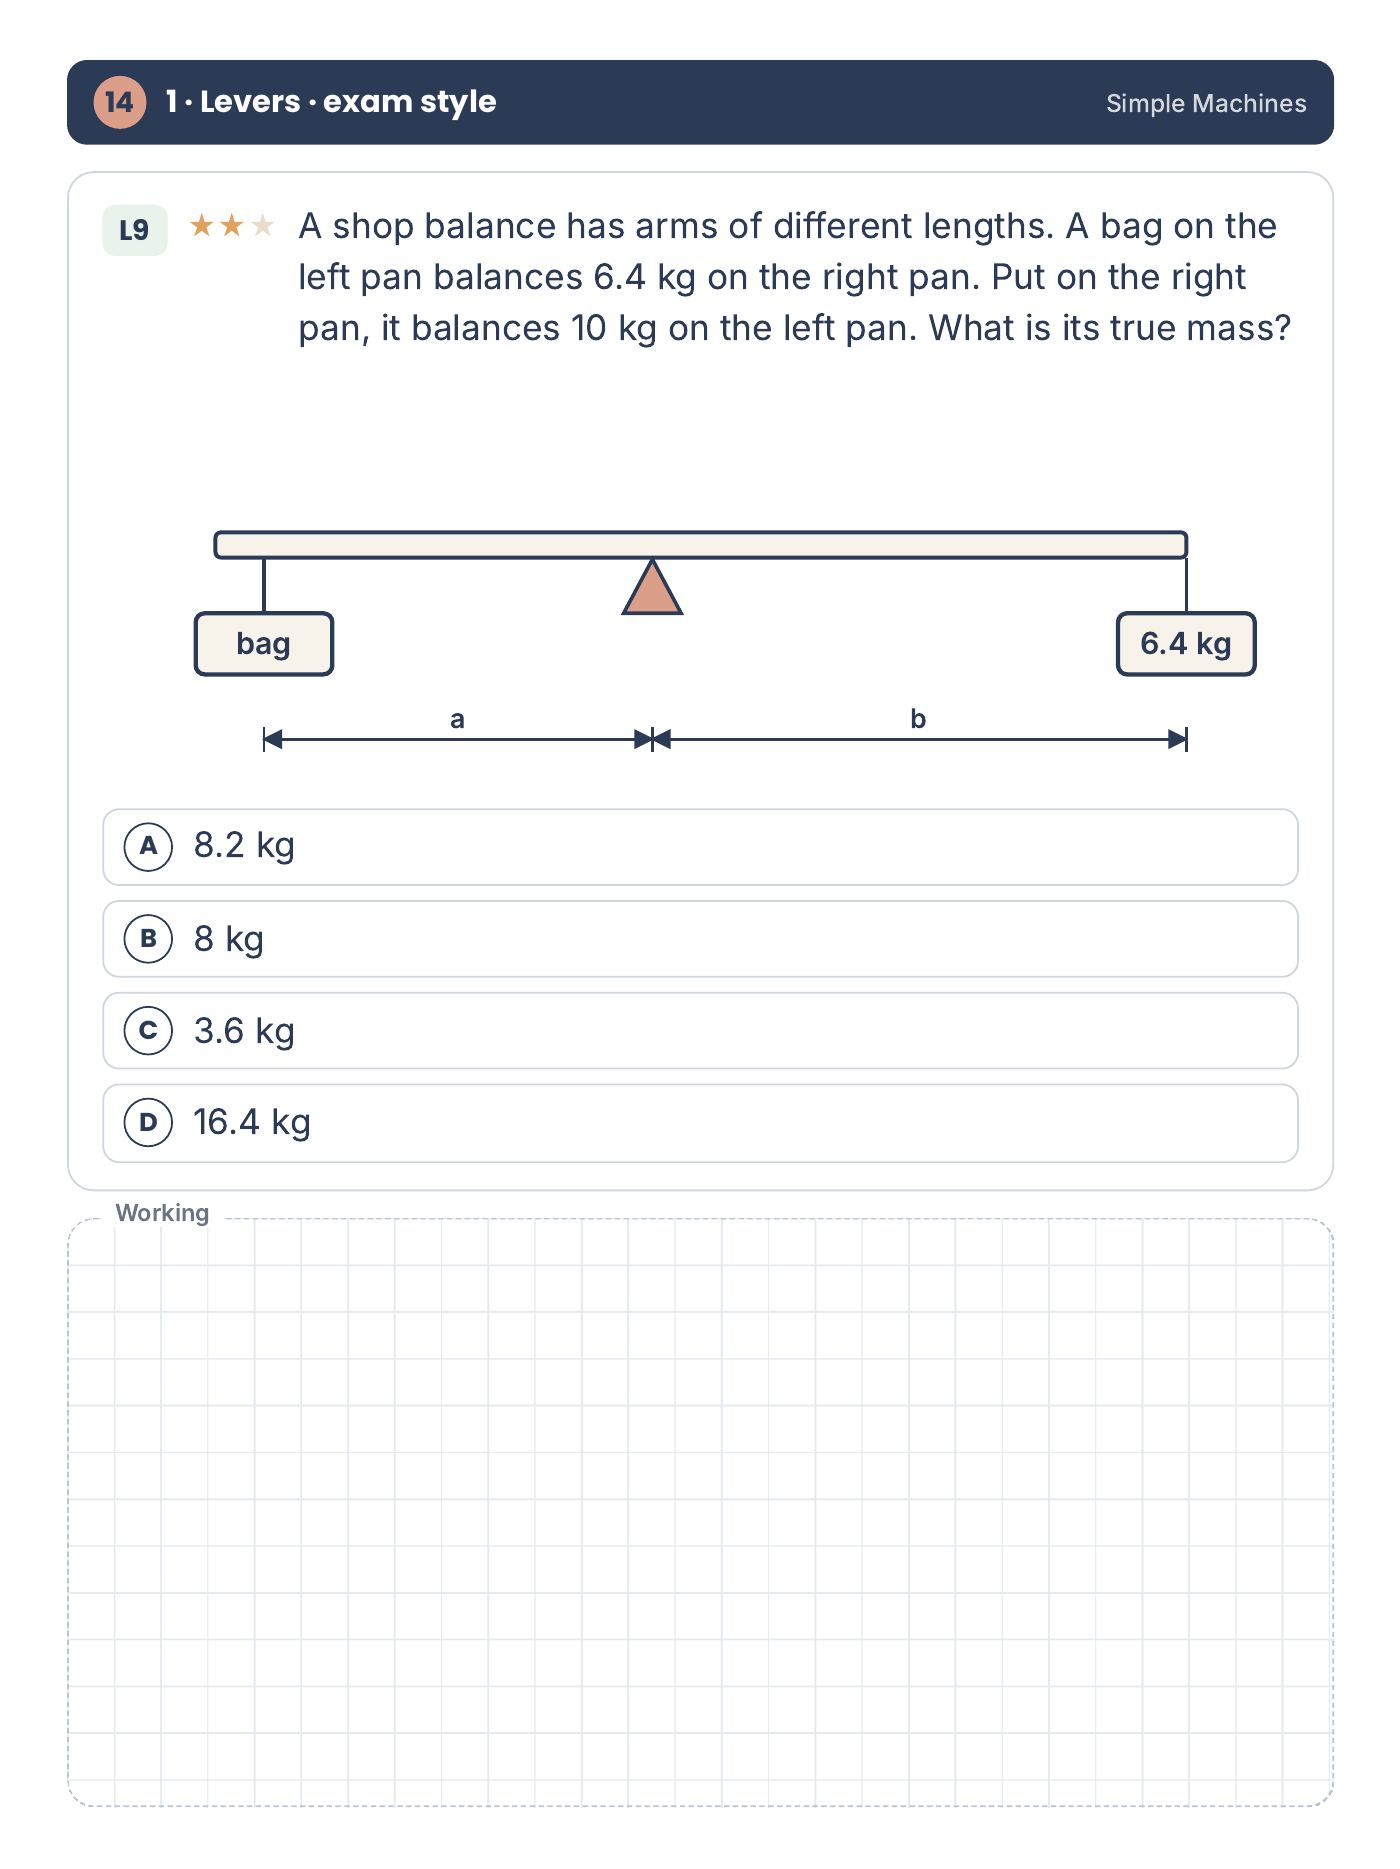 14 1 · Levers · exam style Simple Machines
L9 ★★★ A shop balance has arms of different lengths. A bag on the
left pan balances 6.4 kg on the right pan. Put on the right
pan, it balances 10 kg on the left pan. What is its true mass?
bag 6.4 kg
a b
A 8.2 kg
B 8 kg
C 3.6 kg
D 16.4 kg
Working